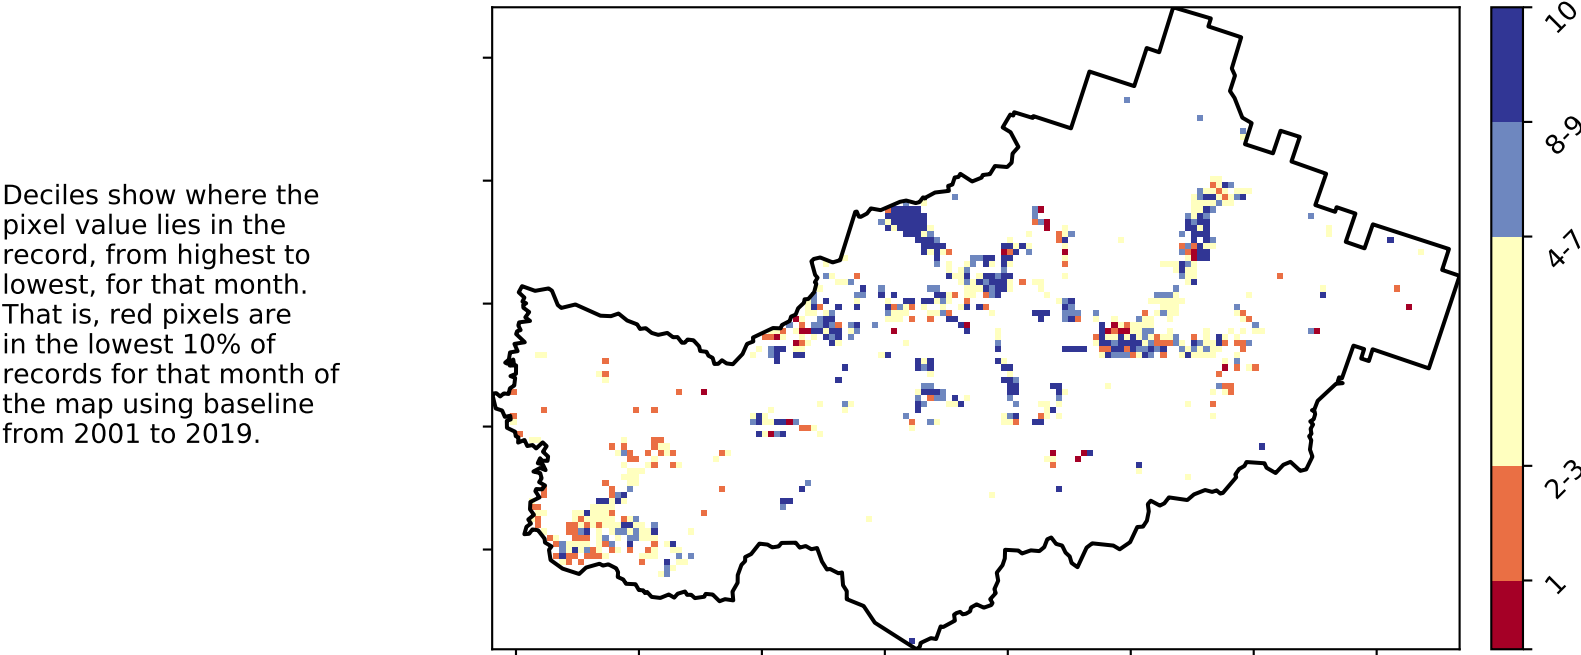 Deciles show where the
pixel value lies in the
record, from highest to
lowest, for that month.
That is, red pixels are
in the lowest 10% of
records for that month of
the map using baseline
from 2001 to 2019.
10
8-9
4-7
2-3
1